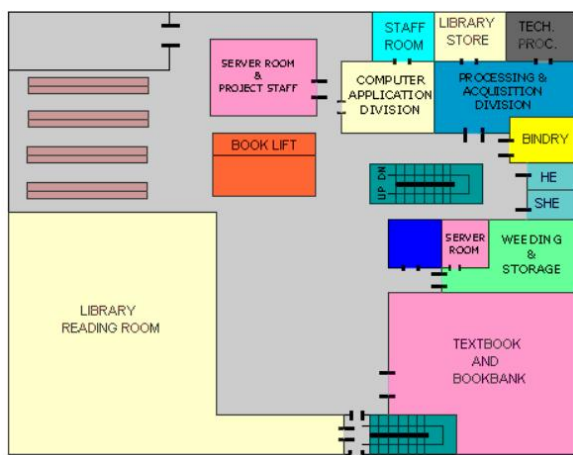 STAFF
ROOM
LIBRARY
STORE
TECH.
PROC.
SERVER ROOM
&
PROJECT STAFF
COMPUTER
APPLICATION
DIVISION
PROCESSING &
ACQUISITION
DIVISION
BINDRY
BOOK LIFT
UP DN
HE
SHE
SERVER
ROOM
WEEDING
&
STORAGE
LIBRARY
READING ROOM
TEXTBOOK
AND
BOOKBANK